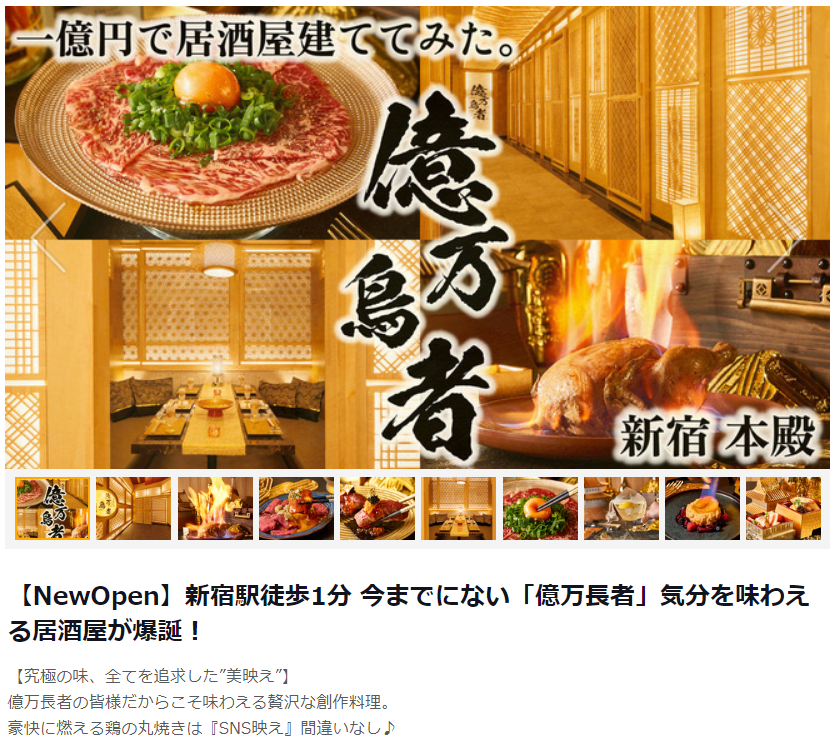 一億円で居酒屋建ててみた。
億万鳥者
新宿 本殿
【NewOpen】新宿駅徒歩1分 今までにない「億万長者」気分を味わえ
る居酒屋が爆誕！
【究極の味、全てを追求した”美映え”】
億万長者の皆様だからこそ味わえる贅沢な創作料理。
豪快に燃える鶏の丸焼きは『SNS映え』間違いなし♪